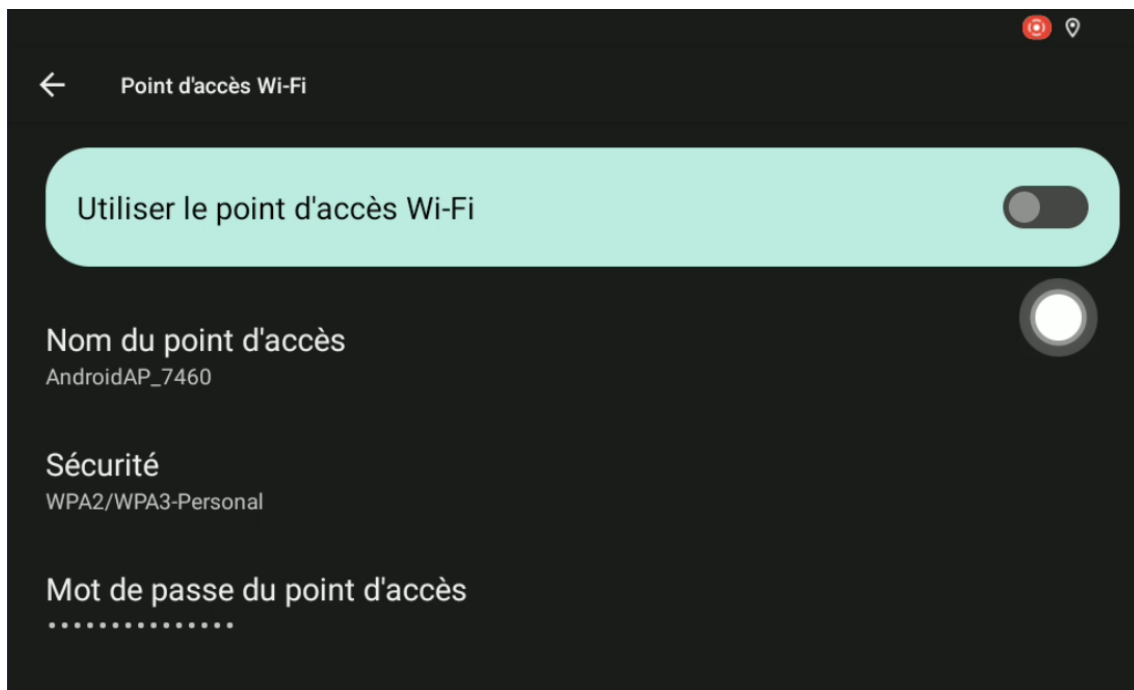 Point d'accès Wi-Fi
Utiliser le point d'accès Wi-Fi
Nom du point d'accès
AndroidAP_7460
Sécurité
WPA2/WPA3-Personal
Mot de passe du point d'accès
•••••••••••••••